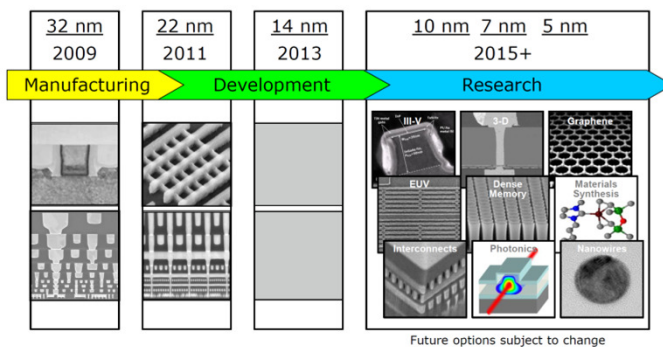 32 nm 22 nm 14 nm 10 nm 7 nm 5 nm
2009 2011 2013 2015+
Manufacturing Development Research
III-V 3-D Graphene
EUV Dense Memory Materials Synthesis
Interconnects Photonics Nanowires
Future options subject to change